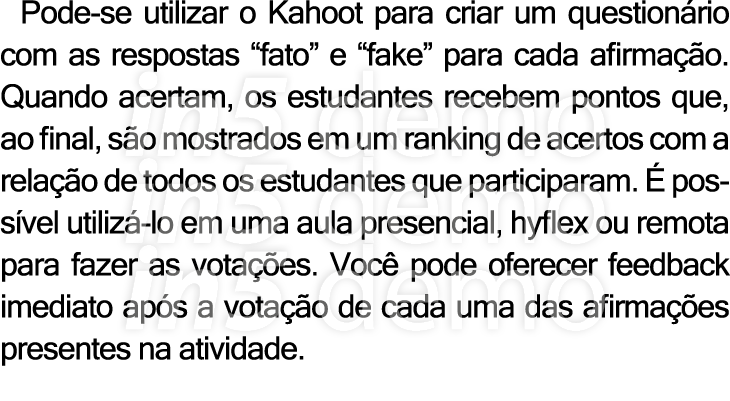 Pode-se utilizar o Kahoot para criar um questionário
com as respostas “fato” e “fake” para cada afirmação.
Quando acertam, os estudantes recebem pontos que,
ao final, são mostrados em um ranking de acertos com a
relação de todos os estudantes que participaram. É pos-
sível utilizá-lo em uma aula presencial, hyflex ou remota
para fazer as votações. Você pode oferecer feedback
imediato após a votação de cada uma das afirmações
presentes na atividade.
in5 demo
in5 demo
in5 demo